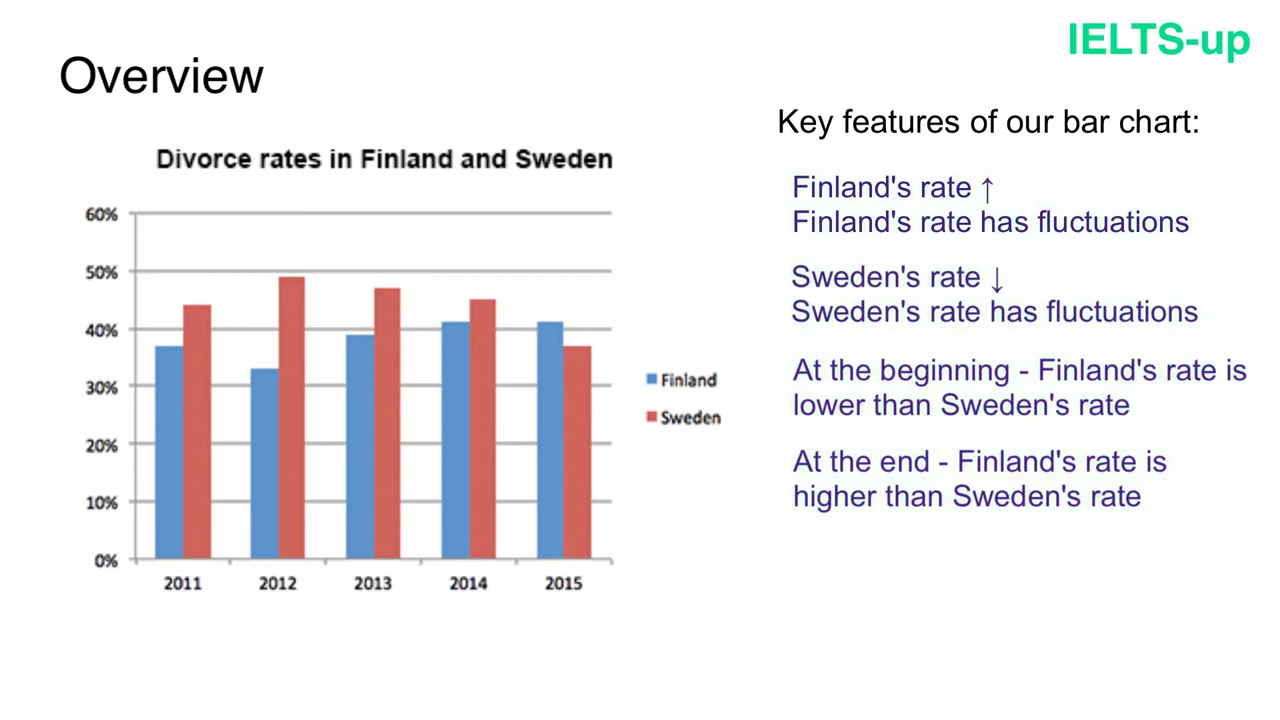 IELTS-up
Overview
Divorce rates in Finland and Sweden
60%
50%
40%
30%
20%
10%
0%
2011 2012 2013 2014 2015
Finland
Sweden
Key features of our bar chart:
Finland's rate ↑
Finland's rate has fluctuations
Sweden's rate ↓
Sweden's rate has fluctuations
At the beginning - Finland's rate is
lower than Sweden's rate
At the end - Finland's rate is
higher than Sweden's rate